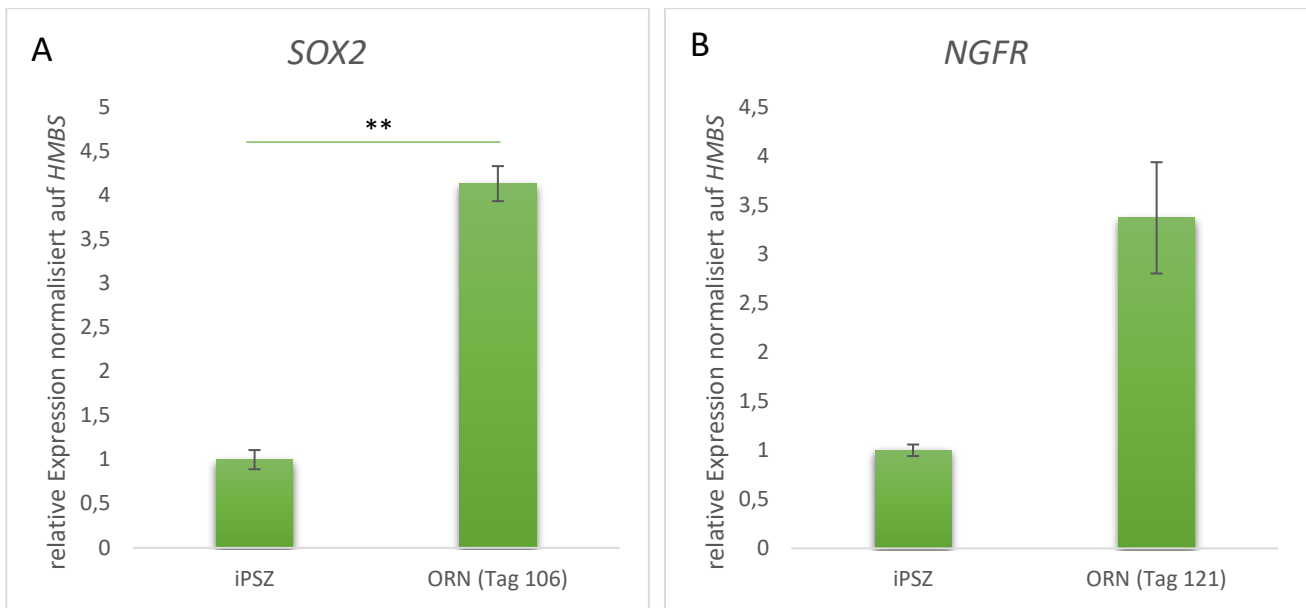 A
SOX2
relative Expression normalisiert auf HMBS
5
4,5
4
3,5
3
2,5
2
1,5
1
0,5
0
**
iPSZ
ORN (Tag 106)
B
NGFR
relative Expression normalisiert auf HMBS
4,5
4
3,5
3
2,5
2
1,5
1
0,5
0
iPSZ
ORN (Tag 121)